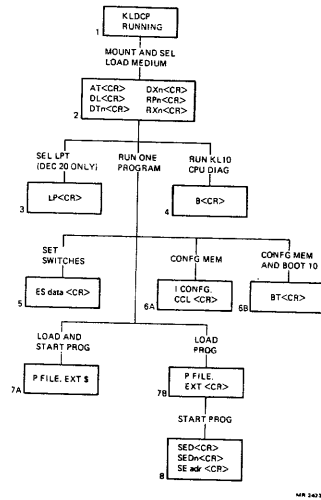 KLDCP
RUNNING
1
MOUNT AND SEL
LOAD MEDIUM
AT<CR> DXn<CR>
DL<CR> RPn<CR>
DTn<CR> RXn<CR>
2
SEL LPT
(DEC 20 ONLY)
RUN ONE
PROGRAM
RUN KL10
CPU DIAG
LP<CR>
3
B<CR>
4
SET
SWITCHES
CONFG MEM
CONFG MEM
AND BOOT 10
ES data <CR>
5
I CONFG.
CCL <CR>
6A
BT<CR>
6B
LOAD AND
START PROG
LOAD
PROG
P FILE. EXT $
7A
P FILE.
EXT <CR>
7B
START PROG
SED<CR>
SEDn<CR>
SE adr <CR>
8
MR 2423